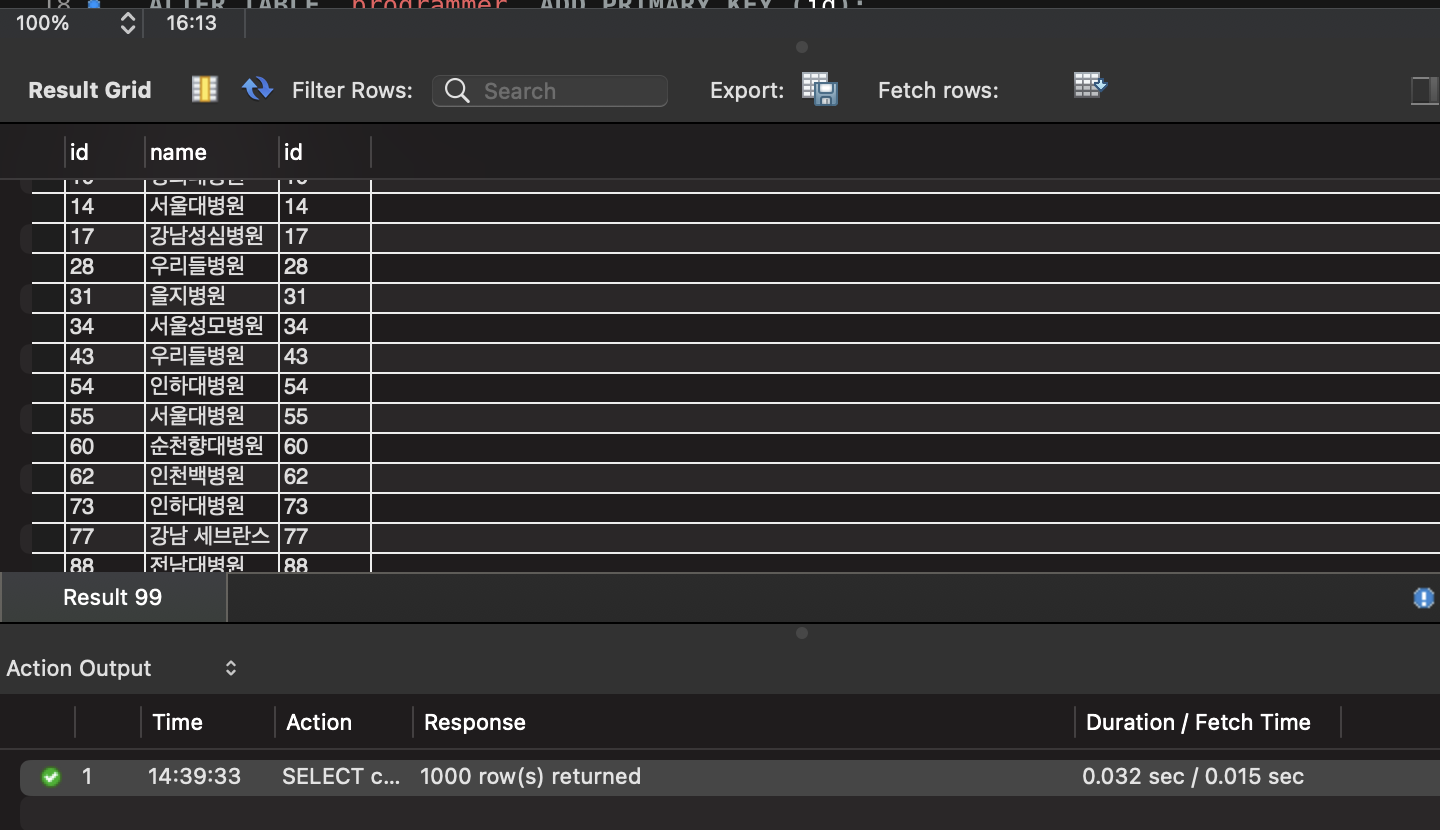 18 ALTER TABLE `programmer` ADD PRIMARY KEY (id);
100% 16:13
Result Grid Filter Rows: Search Export: Fetch rows:
id name id
14 서울대병원 14
17 강남성심병원 17
28 우리들병원 28
31 을지병원 31
34 서울성모병원 34
43 우리들병원 43
54 인하대병원 54
55 서울대병원 55
60 순천향대병원 60
62 인천백병원 62
73 인하대병원 73
77 강남 세브란스 77
88 전남대병원 88
Result 99
Action Output
Time Action Response Duration / Fetch Time
1 14:39:33 SELECT c... 1000 row(s) returned 0.032 sec / 0.015 sec